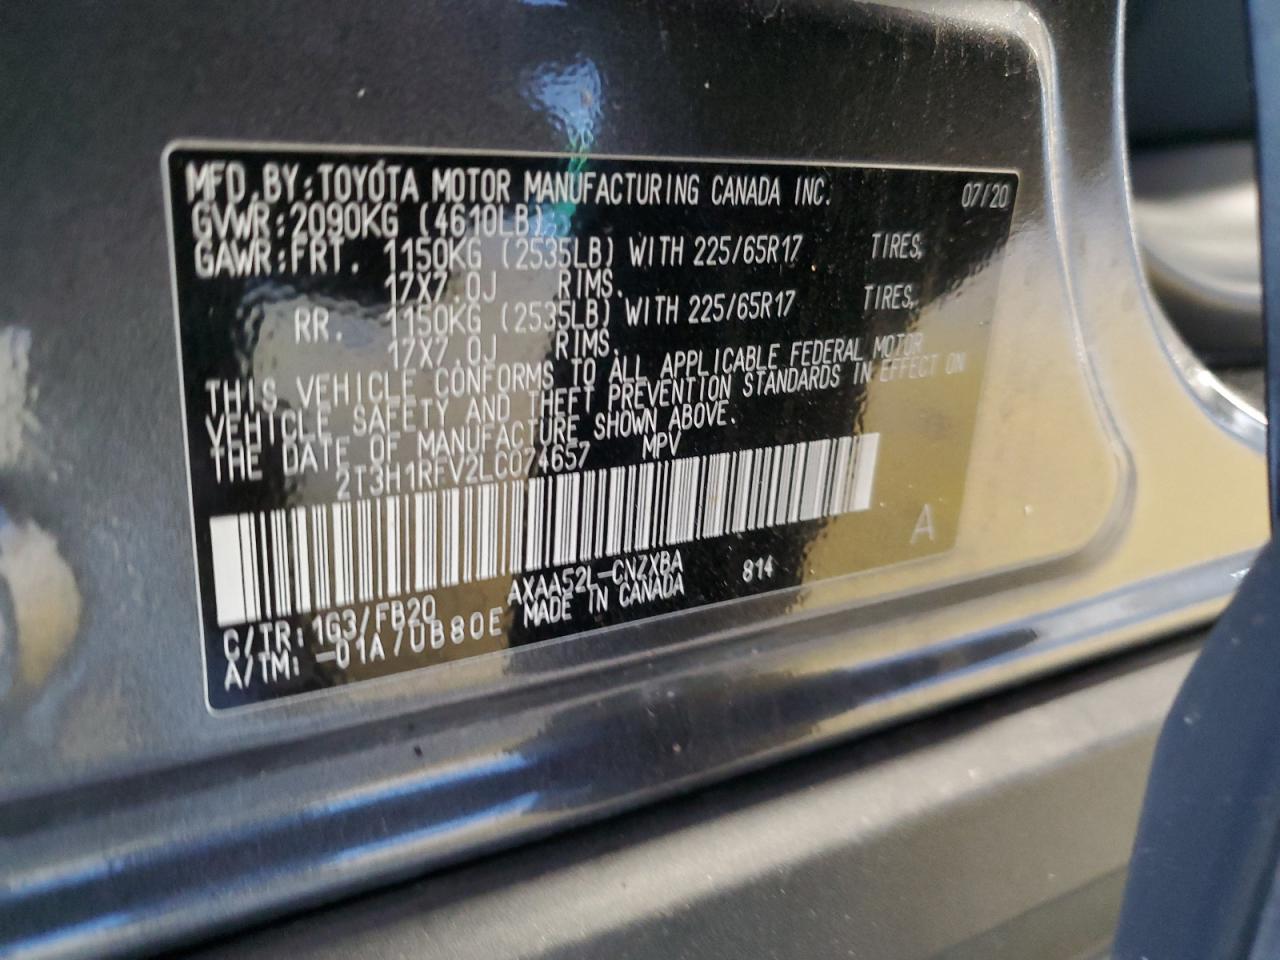 MFD.BY:TOYOTA MOTOR MANUFACTURING CANADA INC. 07/20
GVWR:2090KG (4610LB)
GAWR:FRT. 1150KG (2535LB) WITH 225/65R17 TIRES,
17X7.0J RIMS.
RR. 1150KG (2535LB) WITH 225/65R17 TIRES,
17X7.0J RIMS.
THIS VEHICLE CONFORMS TO ALL APPLICABLE FEDERAL MOTOR
VEHICLE SAFETY AND THEFT PREVENTION STANDARDS IN EFFECT ON
THE DATE OF MANUFACTURE SHOWN ABOVE.
2T3H1RFV2LC074657 MPV
A
AXAA52L-CNZXBA 814
C/TR: 1G3/FB20 MADE IN CANADA
A/TM: -01A/UB80E